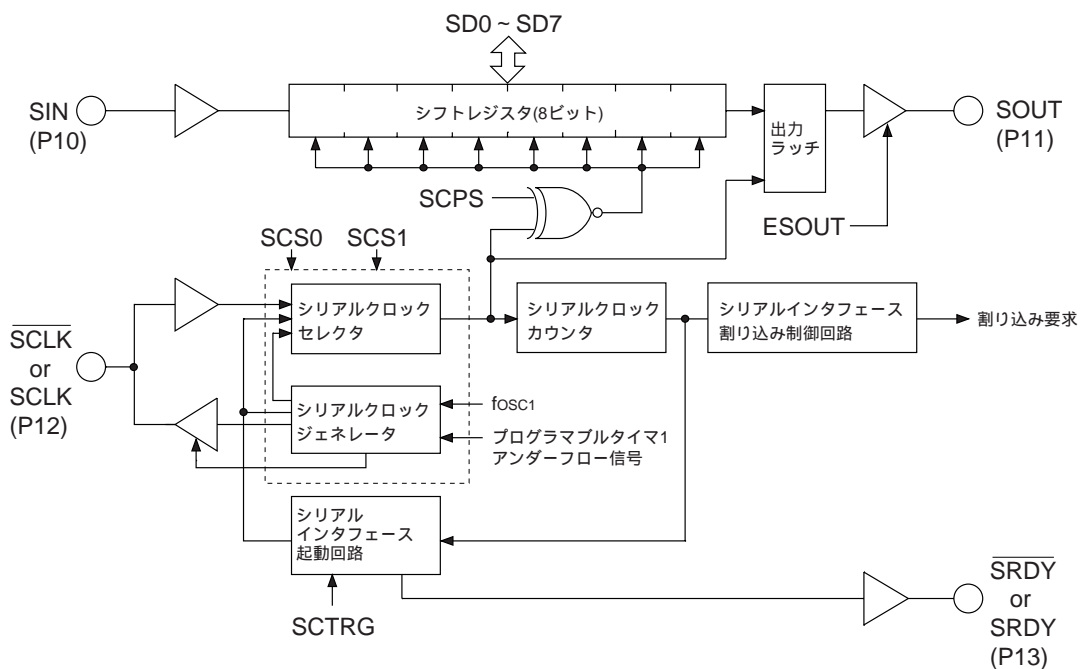 SD0 ~ SD7
SIN
(P10)
シフトレジスタ(8ビット)
出力
ラッチ
SOUT
(P11)
SCPS
ESOUT
SCS0
SCS1
シリアルクロック
セレクタ
シリアルクロック
カウンタ
シリアルインタフェース
割り込み制御回路
割り込み要求
SCLK
or
SCLK
(P12)
シリアルクロック
ジェネレータ
fOSC1
プログラマブルタイマ1
アンダーフロー信号
シリアル
インタフェース
起動回路
SCTRG
SRDY
or
SRDY
(P13)